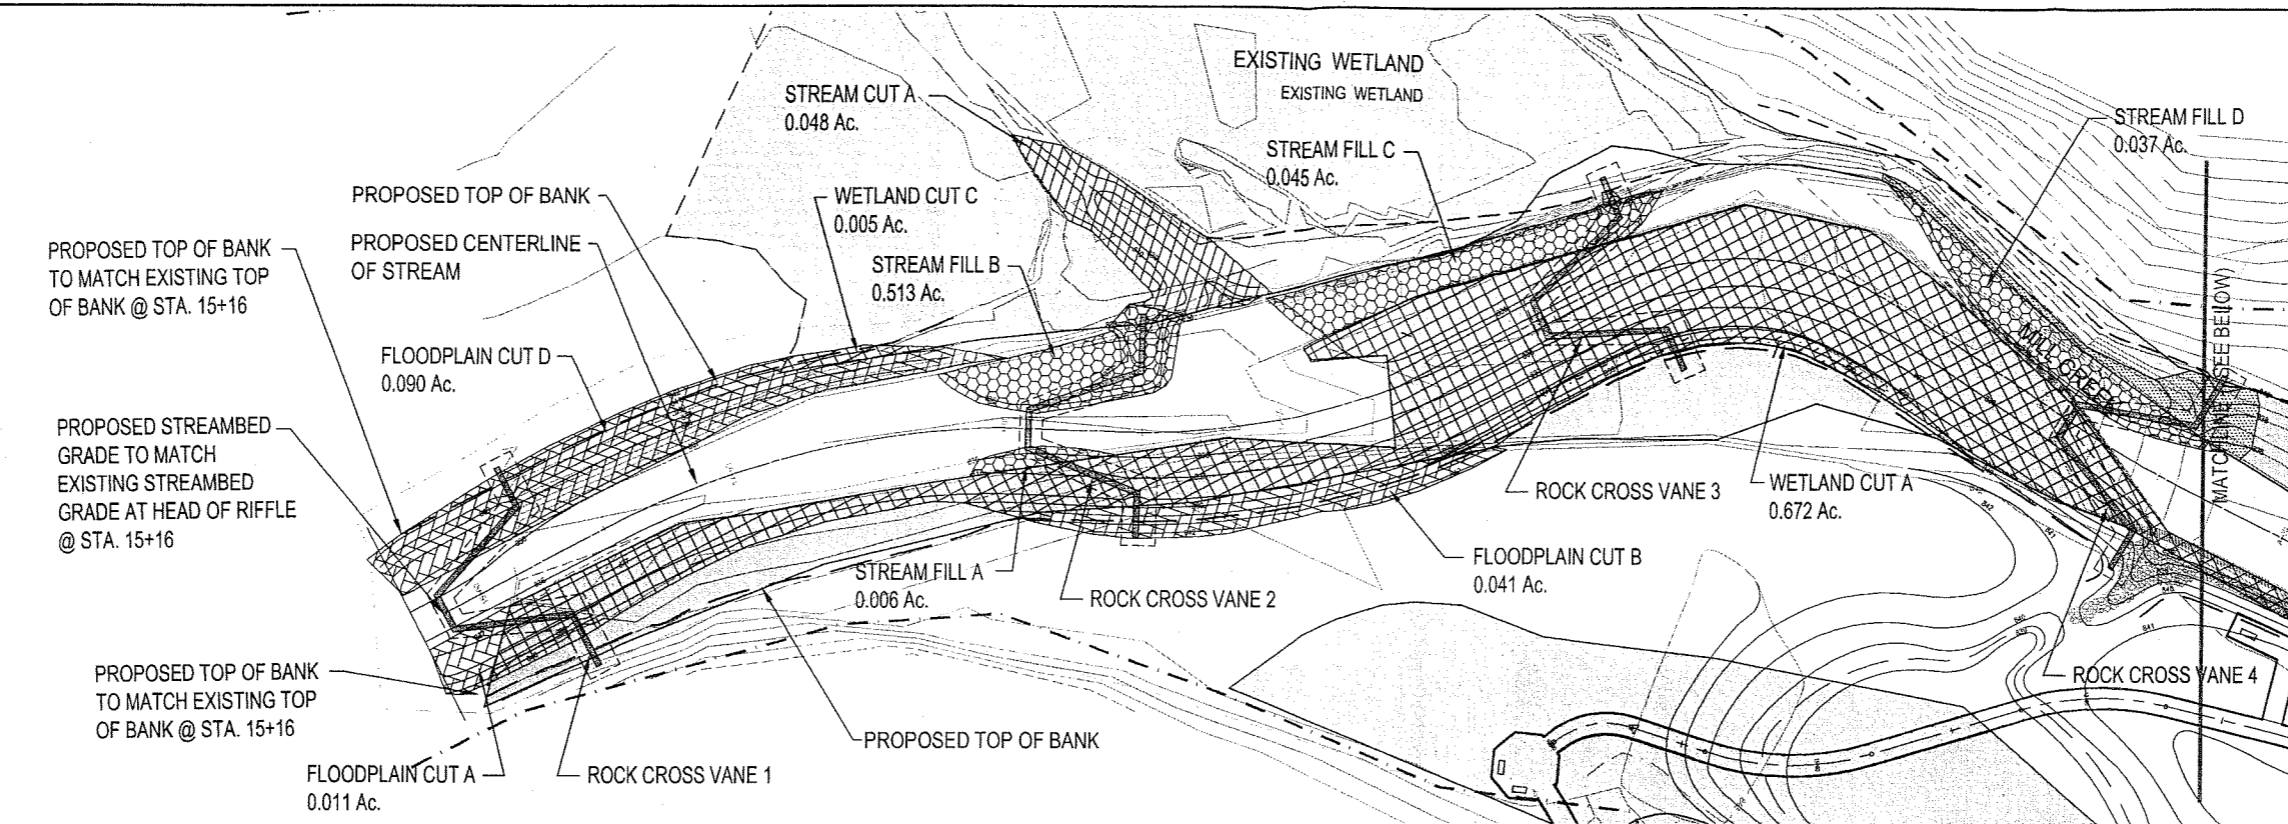 EXISTING WETLAND
EXISTING WETLAND
STREAM CUT A
0.048 Ac.
STREAM FILL D
0.037 Ac.
STREAM FILL C
0.045 Ac.
PROPOSED TOP OF BANK
WETLAND CUT C
0.005 Ac.
PROPOSED CENTERLINE
OF STREAM
PROPOSED TOP OF BANK
TO MATCH EXISTING TOP
OF BANK @ STA. 15+16
STREAM FILL B
0.513 Ac.
FLOODPLAIN CUT D
0.090 Ac.
MILL CREEK
MATCHLINE (SEE BELOW)
PROPOSED STREAMBED
GRADE TO MATCH
EXISTING STREAMBED
GRADE AT HEAD OF RIFFLE
@ STA. 15+16
ROCK CROSS VANE 3
WETLAND CUT A
0.672 Ac.
FLOODPLAIN CUT B
0.041 Ac.
STREAM FILL A
0.006 Ac.
ROCK CROSS VANE 2
842
841
840
839
841
PROPOSED TOP OF BANK
TO MATCH EXISTING TOP
OF BANK @ STA. 15+16
ROCK CROSS VANE 4
PROPOSED TOP OF BANK
FLOODPLAIN CUT A
0.011 Ac.
ROCK CROSS VANE 1